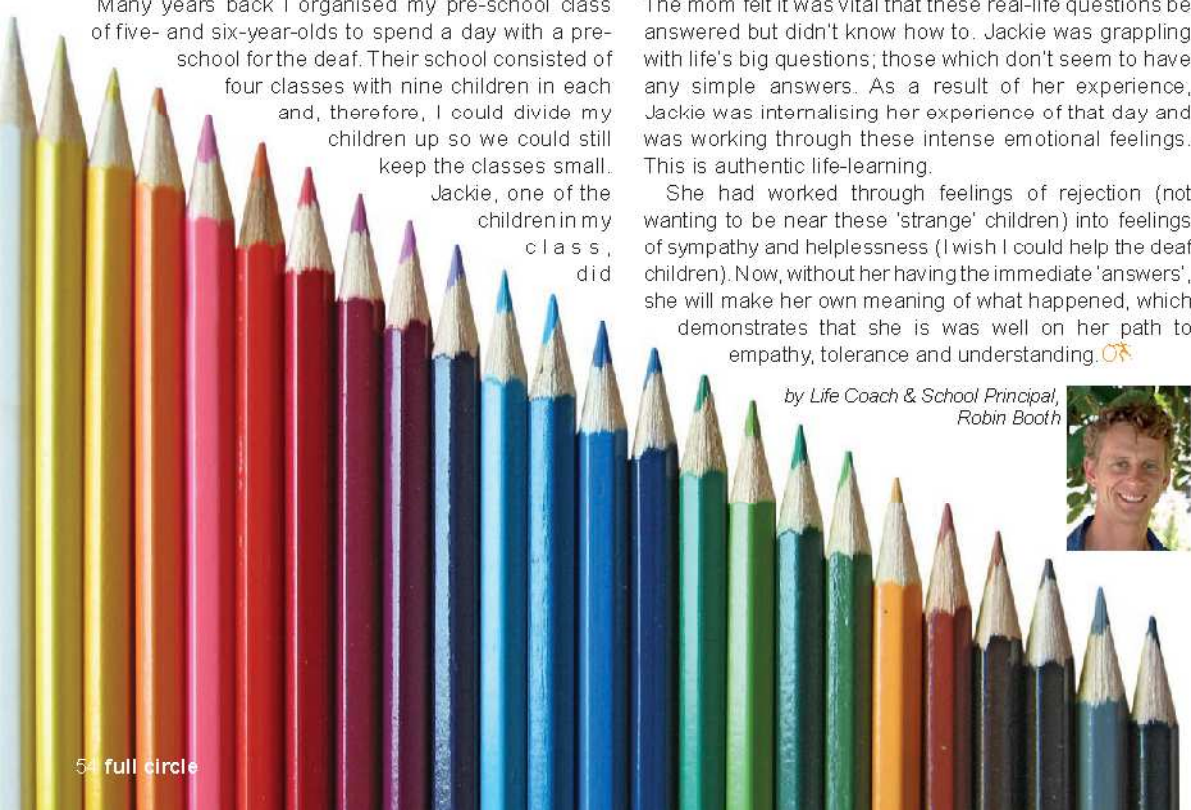 Many years back I organised my pre-school class
of five- and six-year-olds to spend a day with a pre-
school for the deaf. Their school consisted of
four classes with nine children in each
and, therefore, I could divide my
children up so we could still
keep the classes small.
Jackie, one of the
children in my
class,
did
The mom felt it was vital that these real-life questions be
answered but didn't know how to. Jackie was grappling
with life's big questions; those which don't seem to have
any simple answers. As a result of her experience,
Jackie was internalising her experience of that day and
was working through these intense emotional feelings.
This is authentic life-learning.
She had worked through feelings of rejection (not
wanting to be near these 'strange' children) into feelings
of sympathy and helplessness (I wish I could help the deaf
children). Now, without her having the immediate 'answers',
she will make her own meaning of what happened, which
demonstrates that she is was well on her path to
empathy, tolerance and understanding.
by Life Coach & School Principal,
Robin Booth
54 full circle